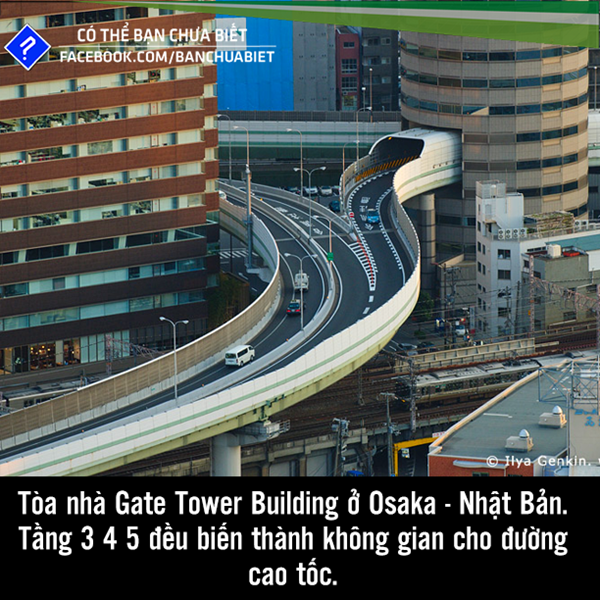 CÓ THỂ BẠN CHƯA BIẾT
FACEBOOK.COM/BANCHUABIET
© Ilya Genkin.
Tòa nhà Gate Tower Building ở Osaka - Nhật Bản.
Tầng 3 4 5 đều biến thành không gian cho đường
cao tốc.